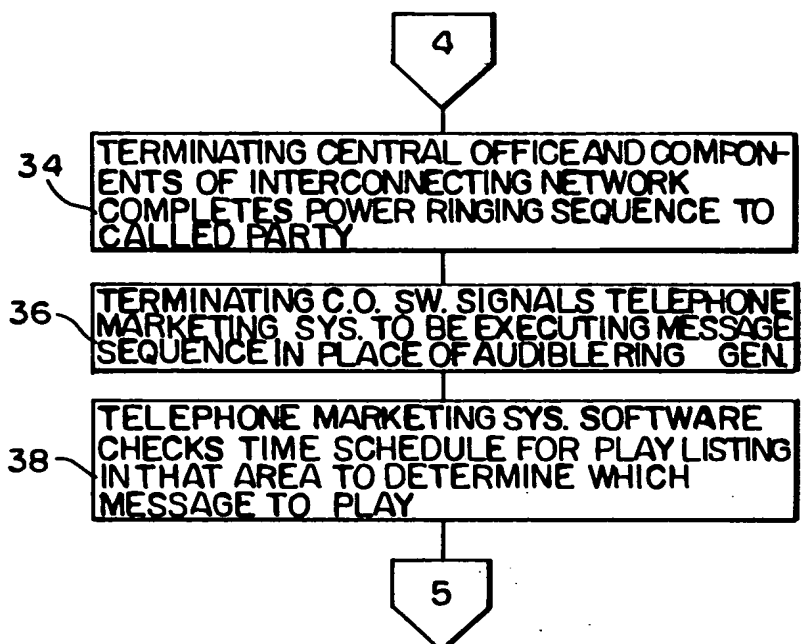 4
34
TERMINATING CENTRAL OFFICE AND COMPON-
ENTS OF INTERCONNECTING NETWORK
COMPLETES POWER RINGING SEQUENCE TO
CALLED PARTY
36
TERMINATING C.O. SW. SIGNALS TELEPHONE
MARKETING SYS. TO BE EXECUTING MESSAGE
SEQUENCE IN PLACE OF AUDIBLE RING GEN.
38
TELEPHONE MARKETING SYS. SOFTWARE
CHECKS TIME SCHEDULE FOR PLAY LISTING
IN THAT AREA TO DETERMINE WHICH
MESSAGE TO PLAY
5